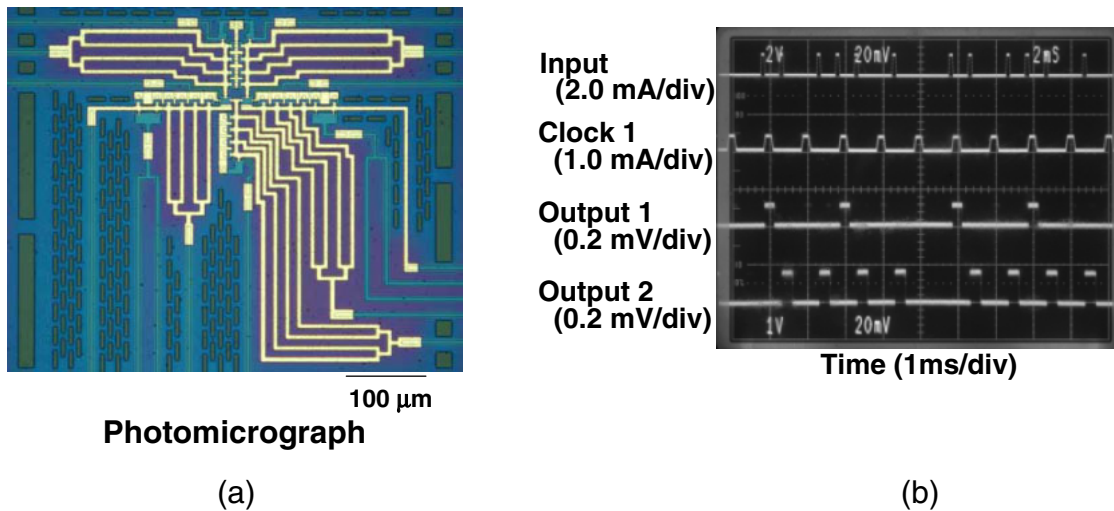 100 μm
Photomicrograph
(a)
Input
(2.0 mA/div)
Clock 1
(1.0 mA/div)
Output 1
(0.2 mV/div)
Output 2
(0.2 mV/div)
2V 20mV 2mS
1V 20mV
Time (1ms/div)
(b)